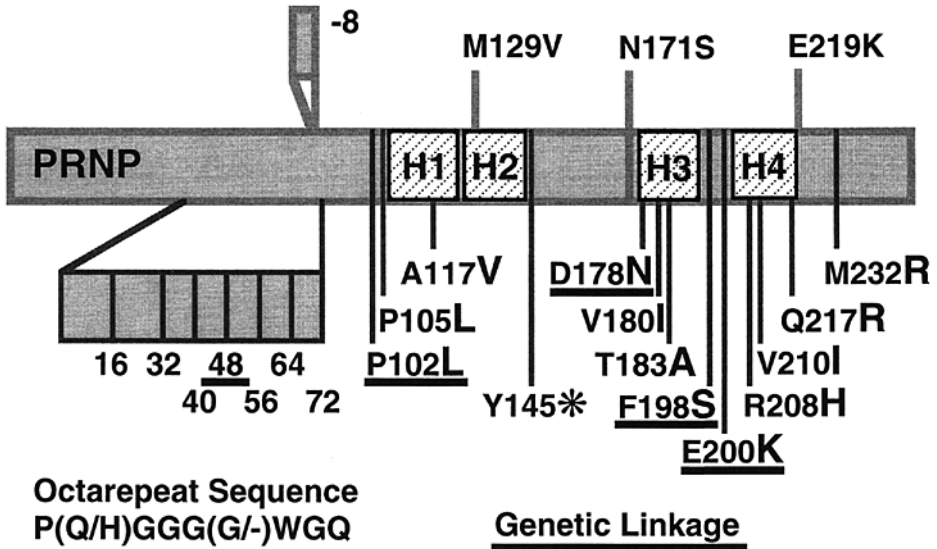 -8
M129V
N171S
E219K
PRNP
H1
H2
H3
H4
A117V
D178N
M232R
P105L
V180I
Q217R
16 32 48 64
P102L
T183A
V210I
40 56 72
Y145*
F198S
R208H
E200K
Octarepeat Sequence
P(Q/H)GGG(G/-)WGQ
Genetic Linkage